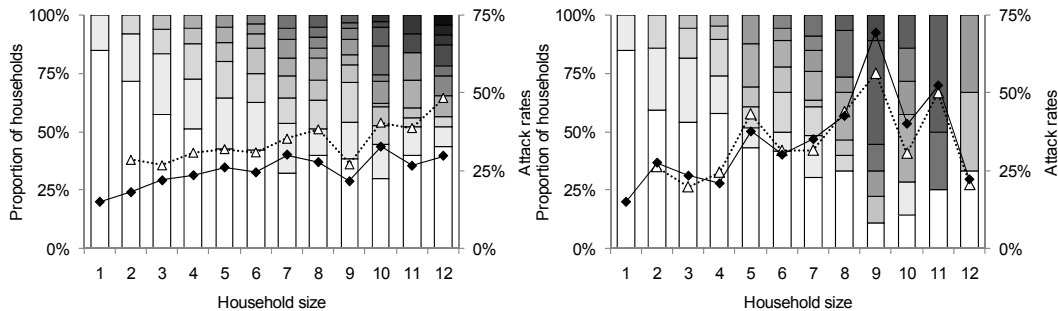 100%
75%
50%
25%
0%
Proportion of households
75%
50%
25%
0%
Attack rates
1 2 3 4 5 6 7 8 9 10 11 12
Household size
100%
75%
50%
25%
0%
Proportion of households
75%
50%
25%
0%
Attack rates
1 2 3 4 5 6 7 8 9 10 11 12
Household size